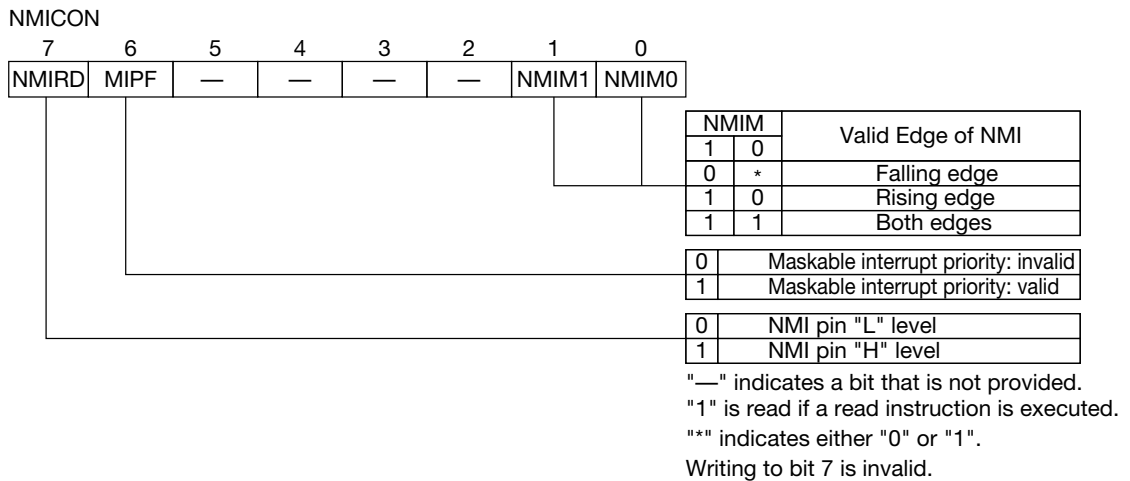 NMICON
7 6 5 4 3 2 1 0
NMIRD MIPF — — — — NMIM1 NMIM0
NMIM Valid Edge of NMI
1 0
0 * Falling edge
1 0 Rising edge
1 1 Both edges
0 Maskable interrupt priority: invalid
1 Maskable interrupt priority: valid
0 NMI pin "L" level
1 NMI pin "H" level
"—" indicates a bit that is not provided.
"1" is read if a read instruction is executed.
"*" indicates either "0" or "1".
Writing to bit 7 is invalid.